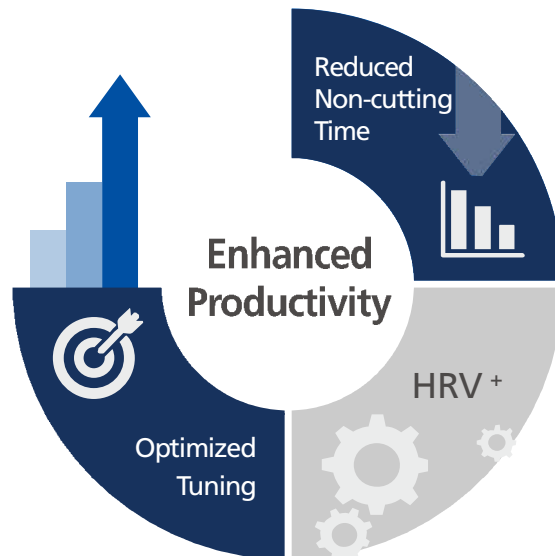 Reduced
Non-cutting
Time
Enhanced
Productivity
HRV +
Optimized
Tuning